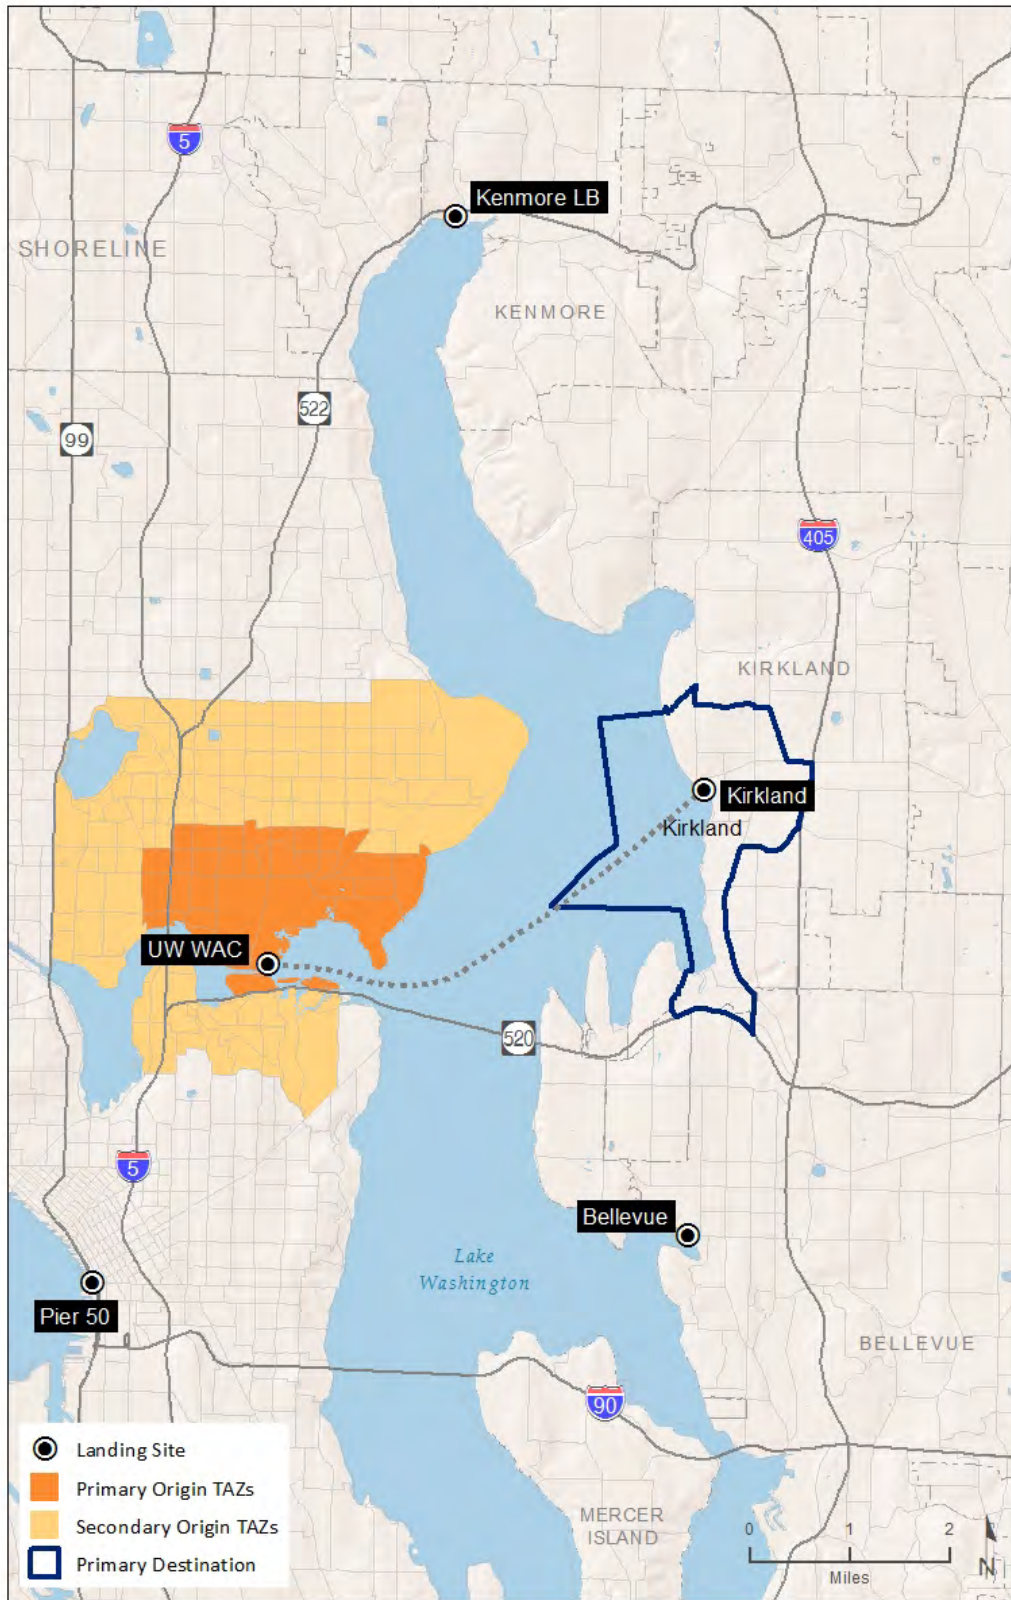 5
Kenmore LB
SHORELINE
KENMORE
522
99
405
KIRKLAND
Kirkland
Kirkland
UW WAC
520
5
Bellevue
Lake
Washington
Pier 50
BELLEVUE
90
Landing Site
Primary Origin TAZs
Secondary Origin TAZs
Primary Destination
MERCER
ISLAND
0 1 2
Miles
N